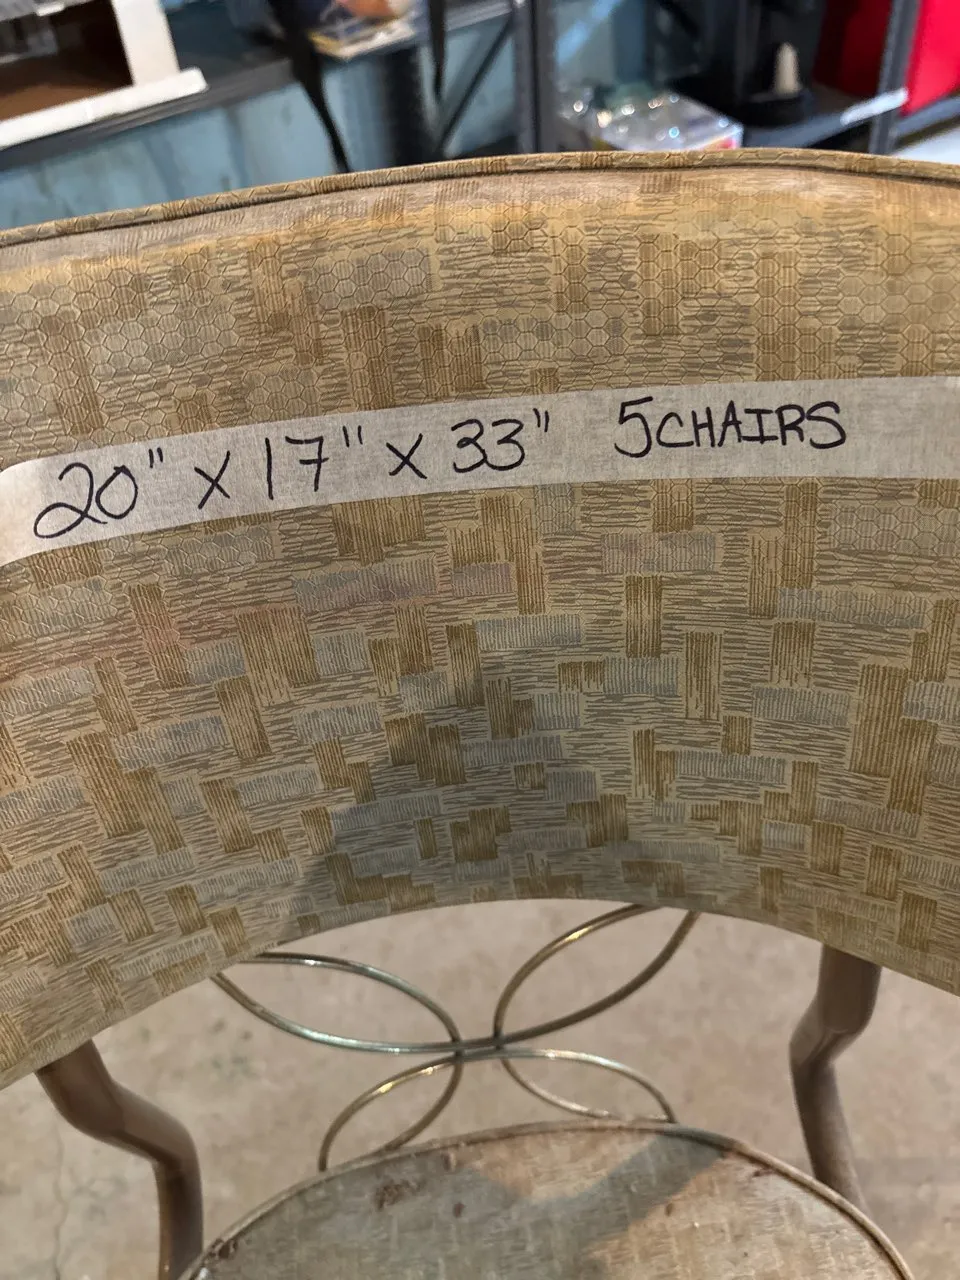 20" X 17" X 33" 5CHAIRS